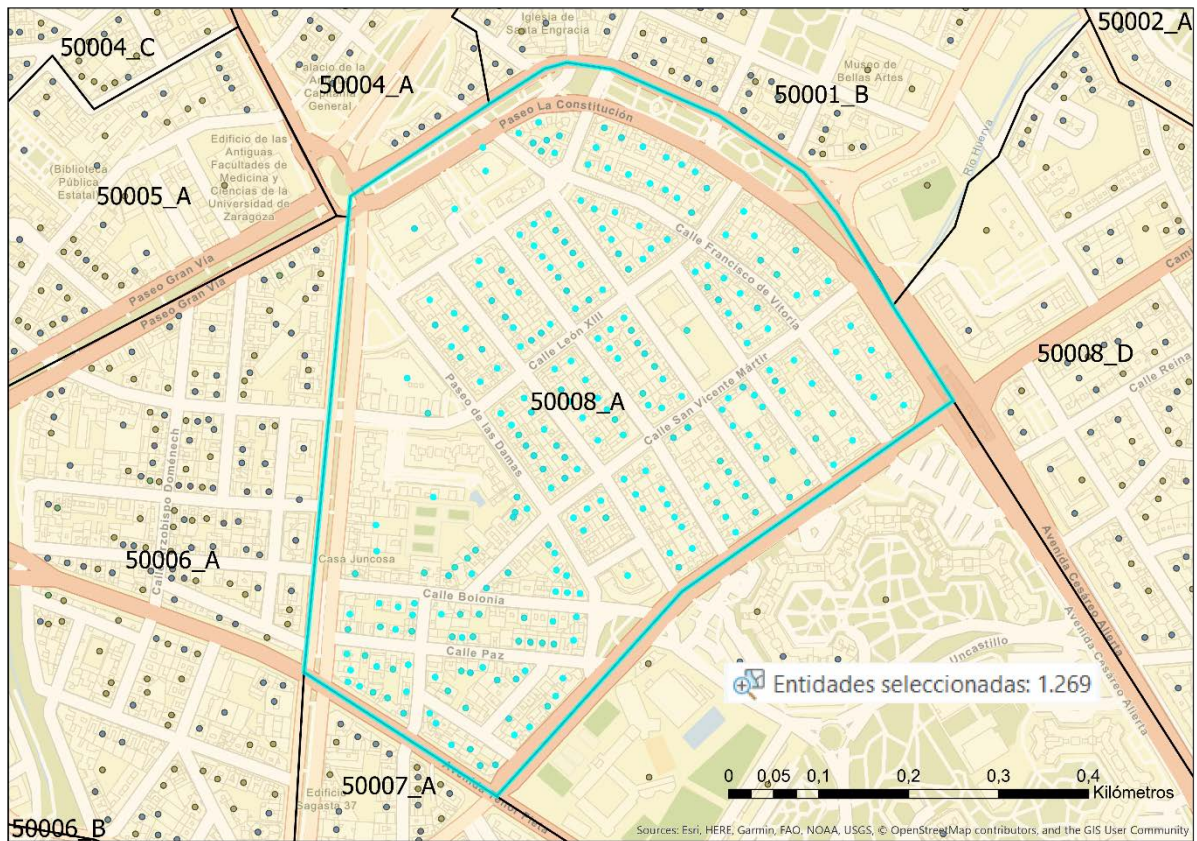 50004_C
Iglesia de
Santa Engracia
50002_A
Palacio de la
General
50004_A
Museo de
Bellas Artes
50001_B
Paseo La Constitución
Río Huerva
Edificio de las
Antiguas
Facultades de
Medicina y
Ciencias de la
Universidad de
Zaragoza
(Biblioteca
Pública
Estatal)
50005_A
Paseo Gran Vía
Paseo Gran Vía
Calle Francisco de Vitoria
Calle León XIII
50008_D
Calle Reina
Paseo de las Damas
50008_A
Calle San Vicente Mártir
Casa Juncosa
50006_A
Calle Bolonia
Calle Paz
Avenida Cesáreo Alierta
Avenida Cesáreo Alierta
Uncastillo
Entidades seleccionadas: 1.269
50007_A
Edificio
Sagasta 37
50006_B
0 0,05 0,1 0,2 0,3 0,4
Kilómetros
Sources: Esri, HERE, Garmin, FAO, NOAA, USGS, © OpenStreetMap contributors, and the GIS User Community